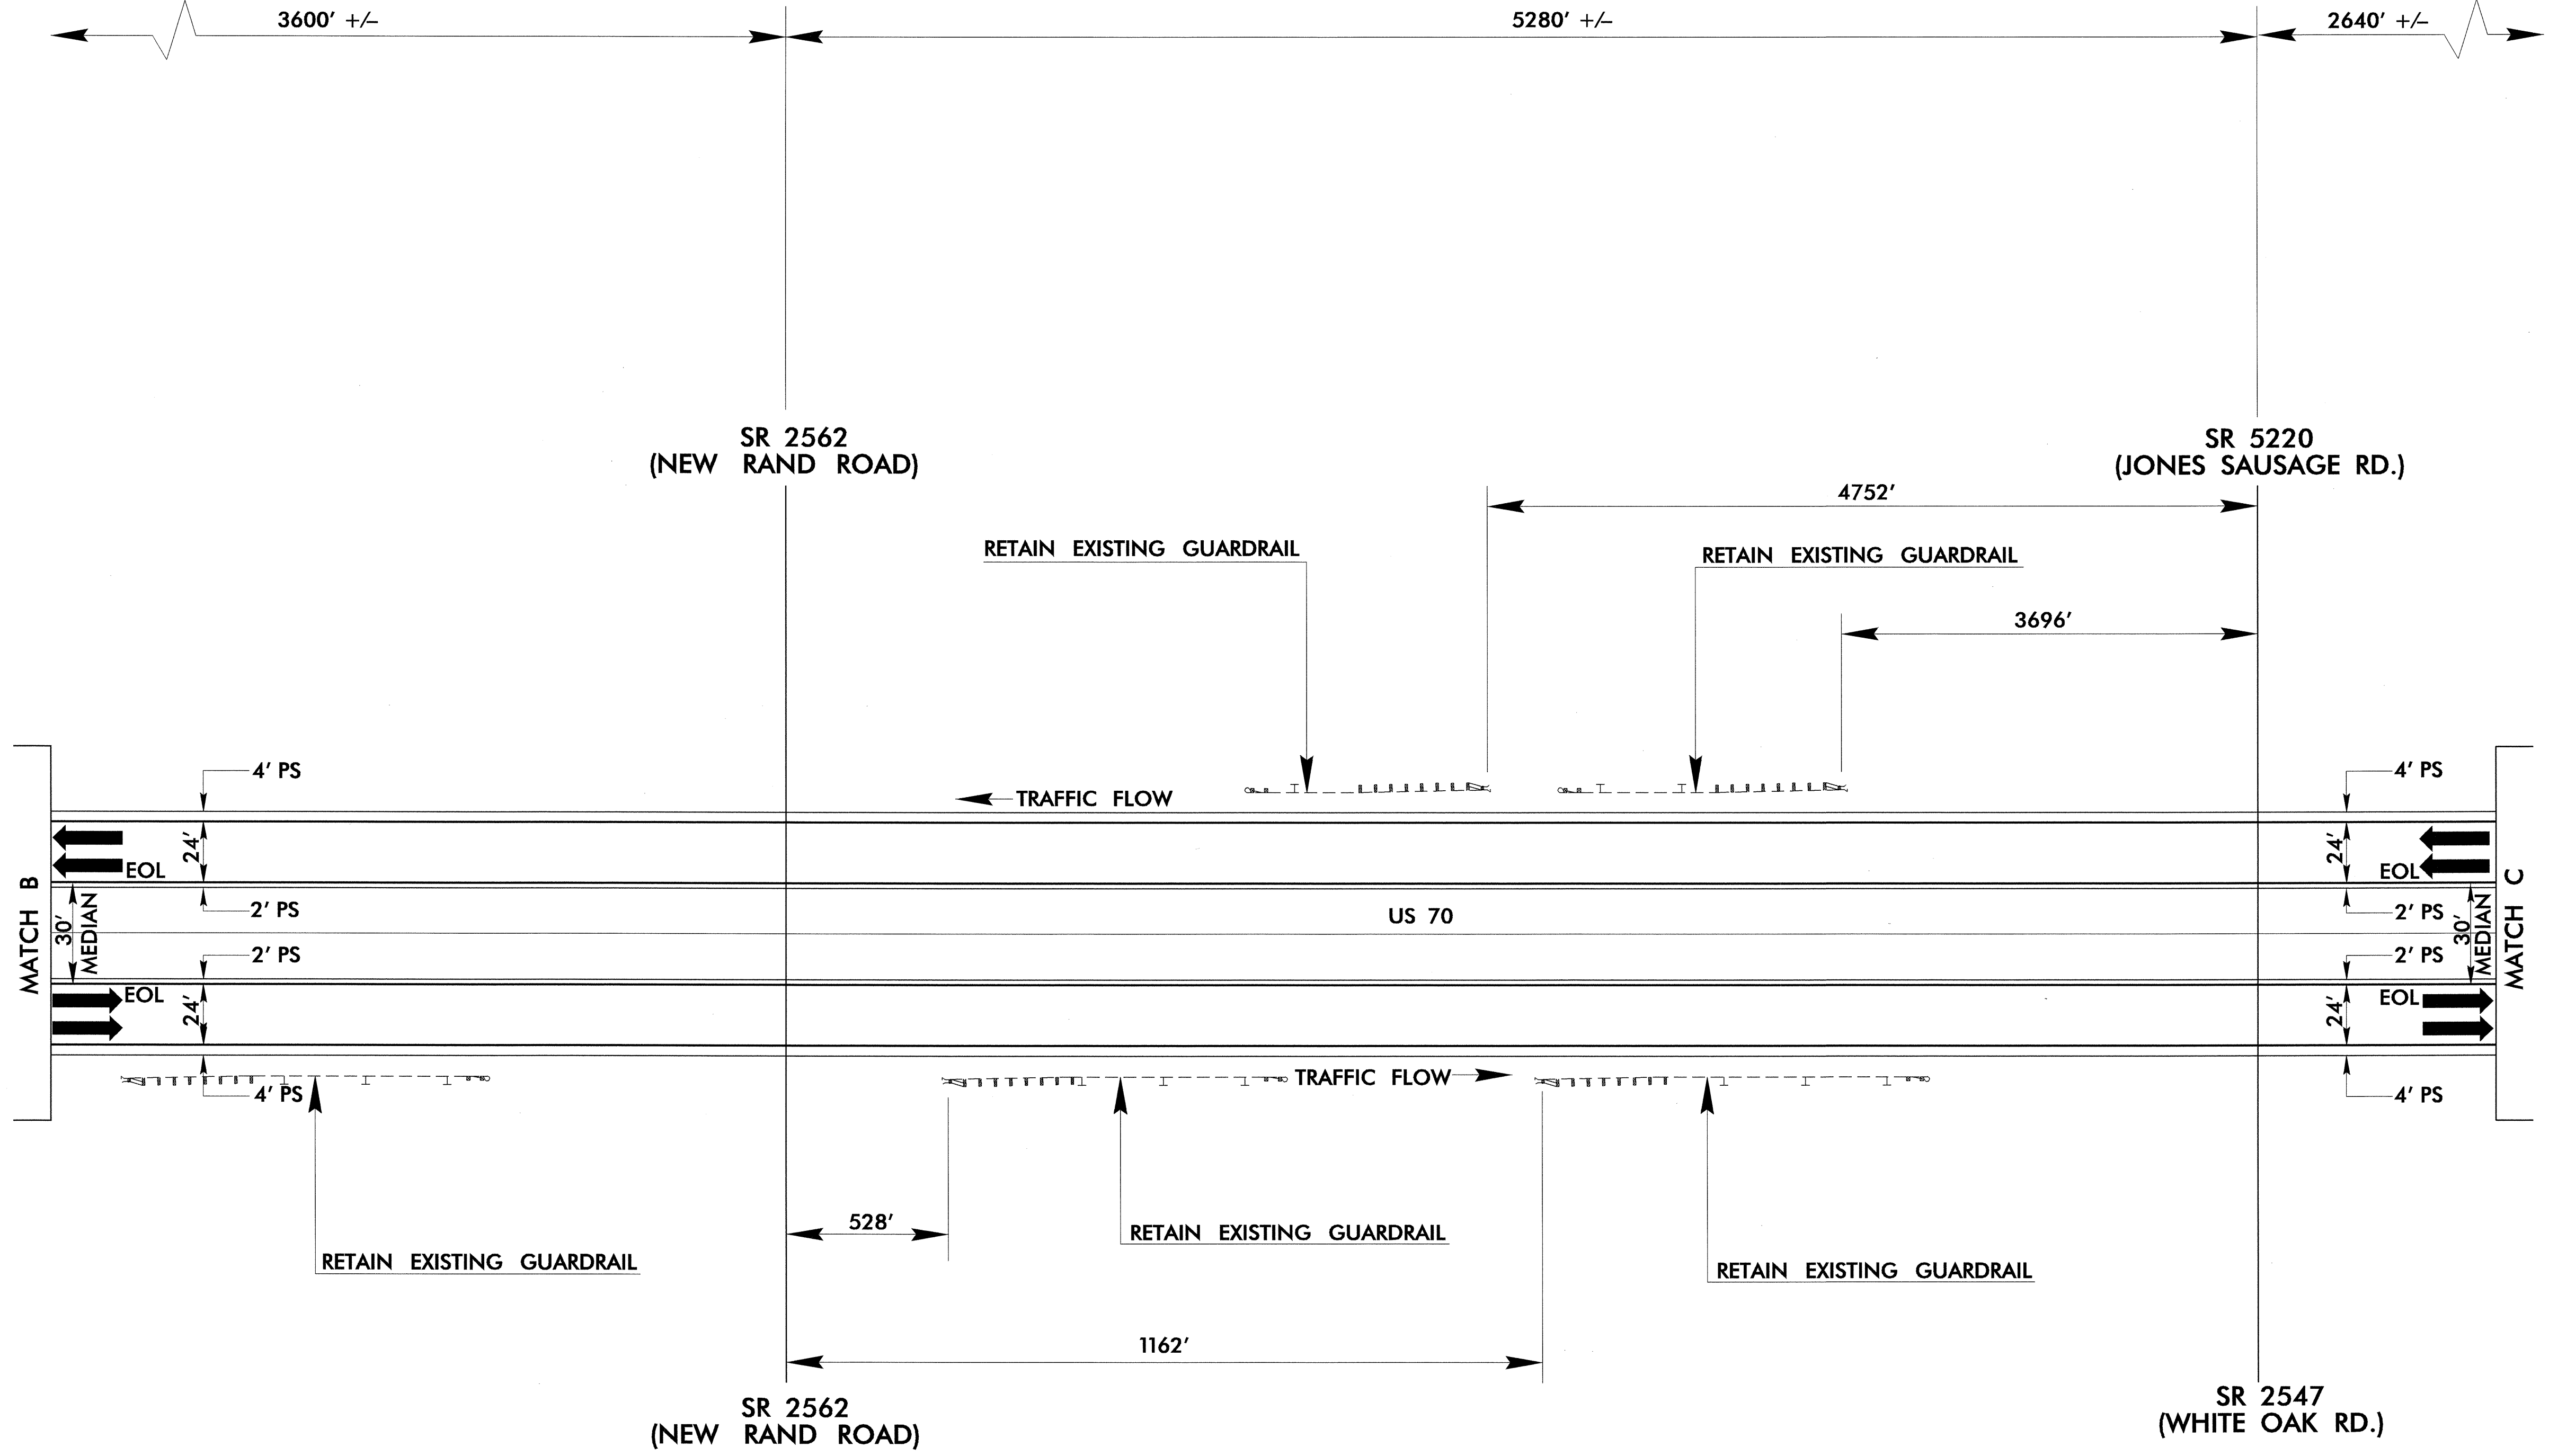 3600' +/–
5280' +/–
2640' +/–
SR 2562
(NEW RAND ROAD)
SR 5220
(JONES SAUSAGE RD.)
4752'
RETAIN EXISTING GUARDRAIL
RETAIN EXISTING GUARDRAIL
3696'
4' PS
4' PS
TRAFFIC FLOW
24'
24'
EOL
EOL
MATCH B
30'
MEDIAN
2' PS
US 70
2' PS
30'
MEDIAN
MATCH C
2' PS
2' PS
EOL
EOL
24'
24'
TRAFFIC FLOW
4' PS
4' PS
528'
RETAIN EXISTING GUARDRAIL
RETAIN EXISTING GUARDRAIL
RETAIN EXISTING GUARDRAIL
1162'
SR 2562
(NEW RAND ROAD)
SR 2547
(WHITE OAK RD.)